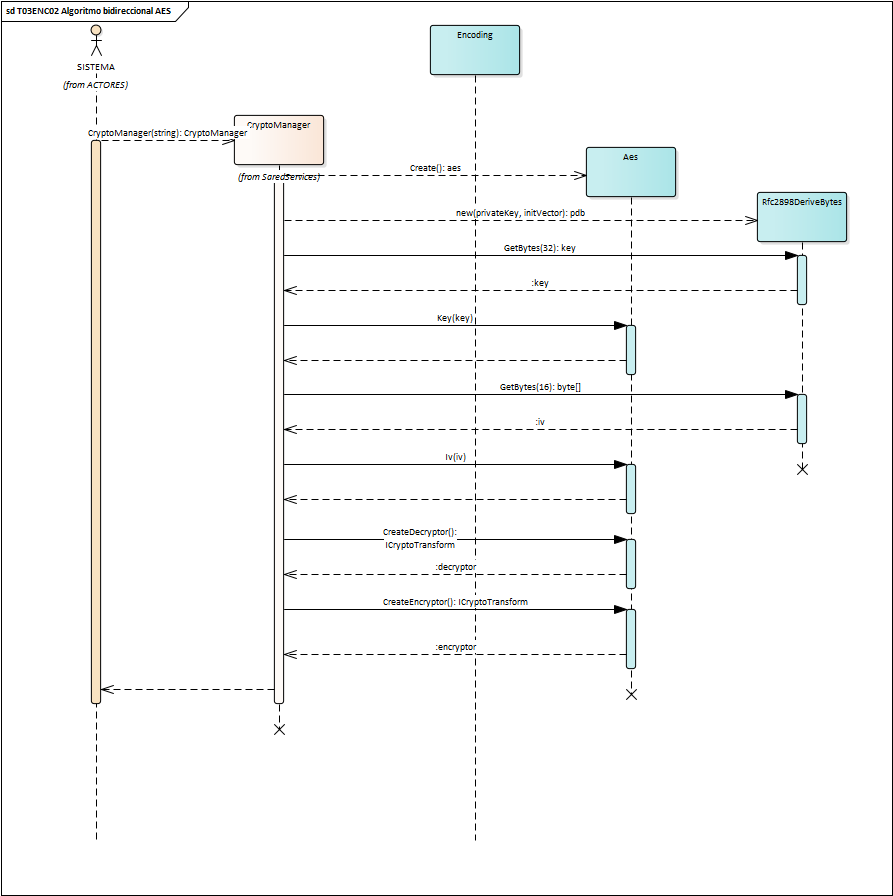 sd T03ENC02 Algoritmo bidireccional AES
Encoding
SISTEMA
(from ACTORES)
CryptoManager
CryptoManager(string): CryptoManager
Aes
Create(): aes
(from SaredServices)
Rfc2898DeriveBytes
new(privateKey, initVector): pdb
GetBytes(32): key
:key
Key(key)
GetBytes(16): byte[]
:iv
Iv(iv)
CreateDecryptor():
ICryptoTransform
:decryptor
CreateEncryptor(): ICryptoTransform
:encryptor